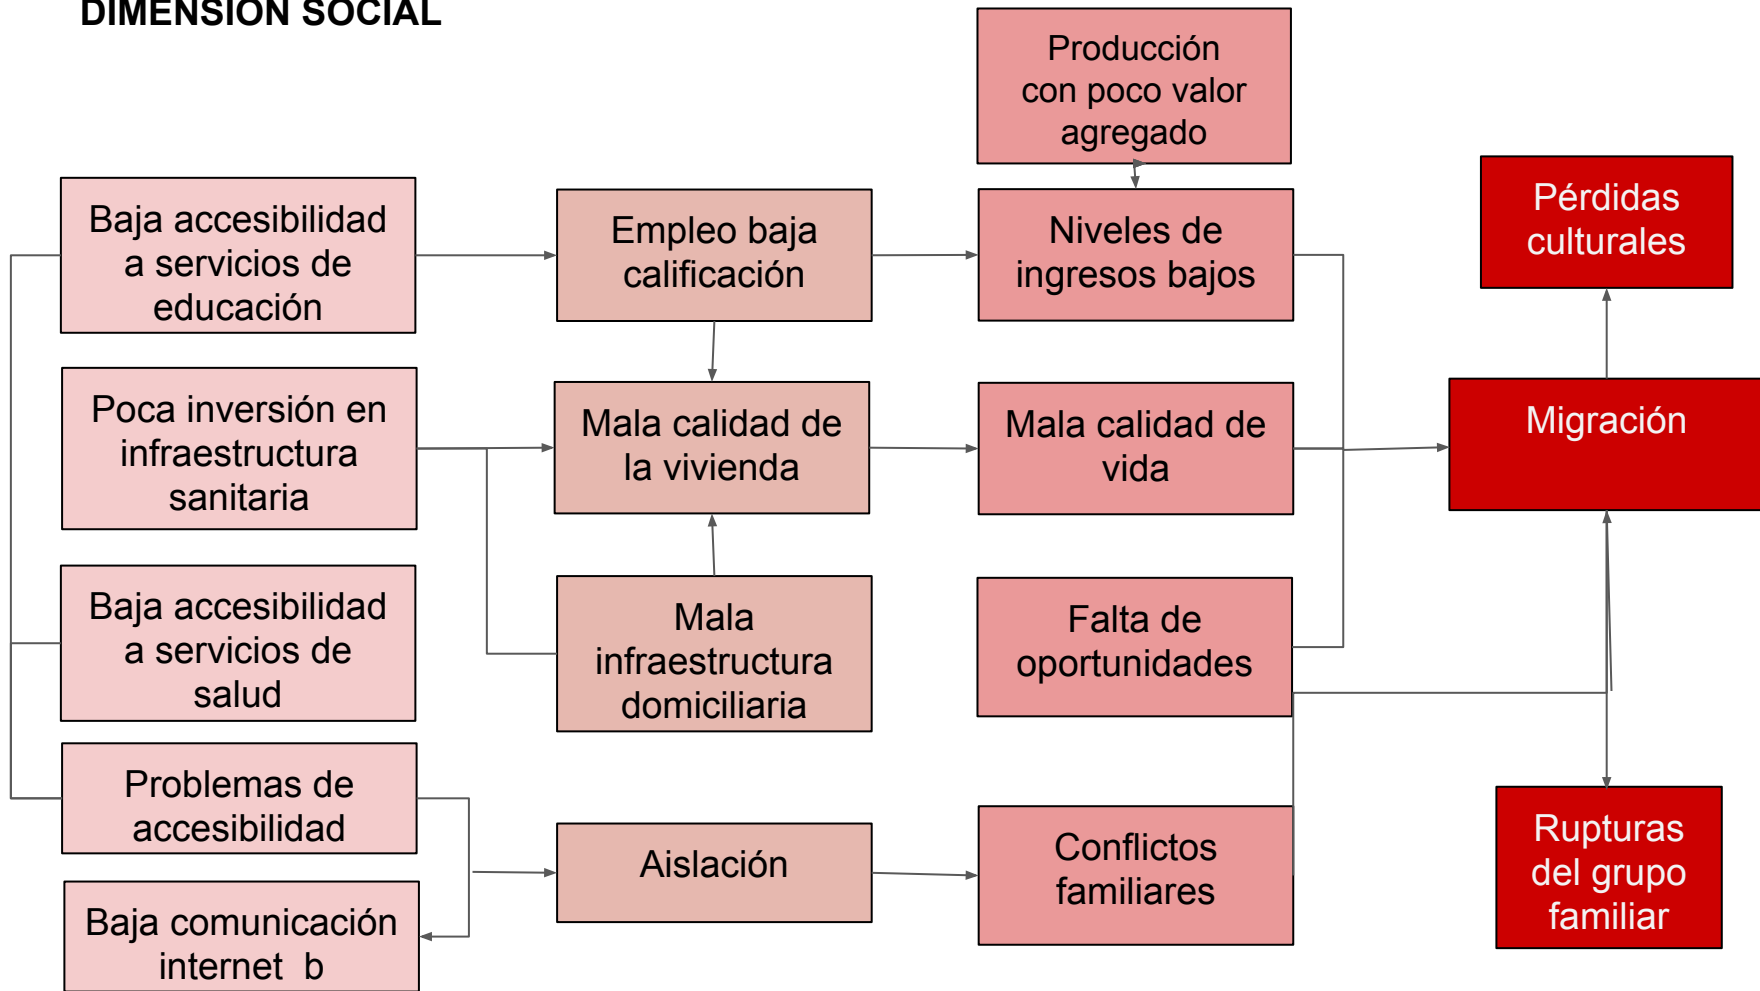 DIMENSIÓN SOCIAL
Producción
con poco valor
agregado
Baja accesibilidad
a servicios de
educación
Empleo baja
calificación
Niveles de
ingresos bajos
Pérdidas
culturales
Poca inversión en
infraestructura
sanitaria
Mala calidad de
la vivienda
Mala calidad de
vida
Migración
Baja accesibilidad
a servicios de
salud
Mala
infraestructura
domiciliaria
Falta de
oportunidades
Problemas de
accesibilidad
Aislación
Conflictos
familiares
Rupturas
del grupo
familiar
Baja comunicación
internet b